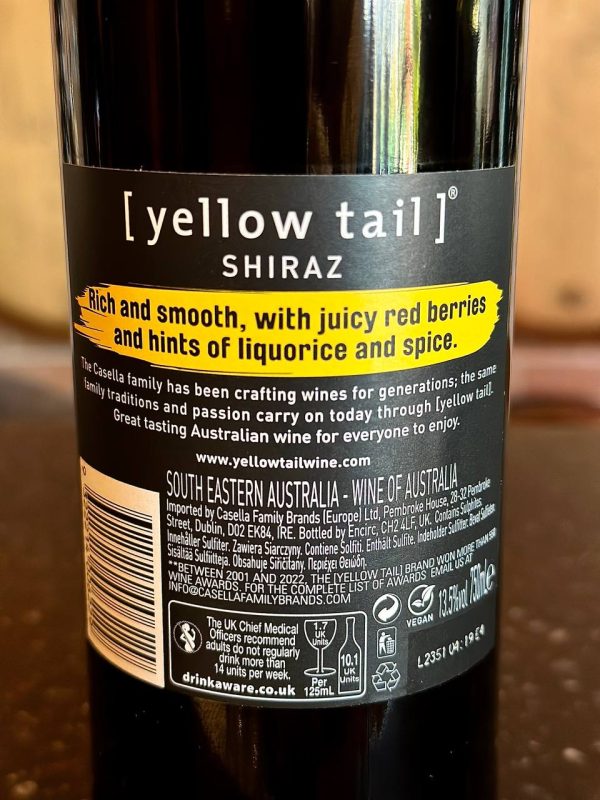 [ yellow tail ]®
SHIRAZ
Rich and smooth, with juicy red berries
and hints of liquorice and spice.
The Casella family has been crafting wines for generations; the same
family traditions and passion carry on today through [yellow tail].
Great tasting Australian wine for everyone to enjoy.
www.yellowtailwine.com
SOUTH EASTERN AUSTRALIA - WINE OF AUSTRALIA
Imported by Casella Family Brands (Europe) Ltd, Pembroke House, 28-32 Pembroke
Street, Dublin, D02 EK84, IRE. Bottled by Encirc, CH2 4LF, UK. Contains Sulphites.
Innehåller Sulfiter. Zawiera Siarczyny. Contiene Solfiti. Enthält Sulfite. Indeholder Sulfitter. Bevat Sulfieten.
Sisältää Sulfiitteja. Obsahuje Siřičitany. Περιέχει Θειώδη.
**BETWEEN 2001 AND 2022, THE [YELLOW TAIL] BRAND WON MORE THAN
WINE AWARDS. FOR THE COMPLETE LIST OF AWARDS EMAIL US AT
INFO@CASELLAFAMILYBRANDS.COM
13.5%vol 750ml e
VEGAN
The UK Chief Medical
Officers recommend
adults do not regularly
drink more than
14 units per week.
drinkaware.co.uk
1.7
UK
Units
Per
125mL
10.1
UK
Units
L2351 04:19 E4